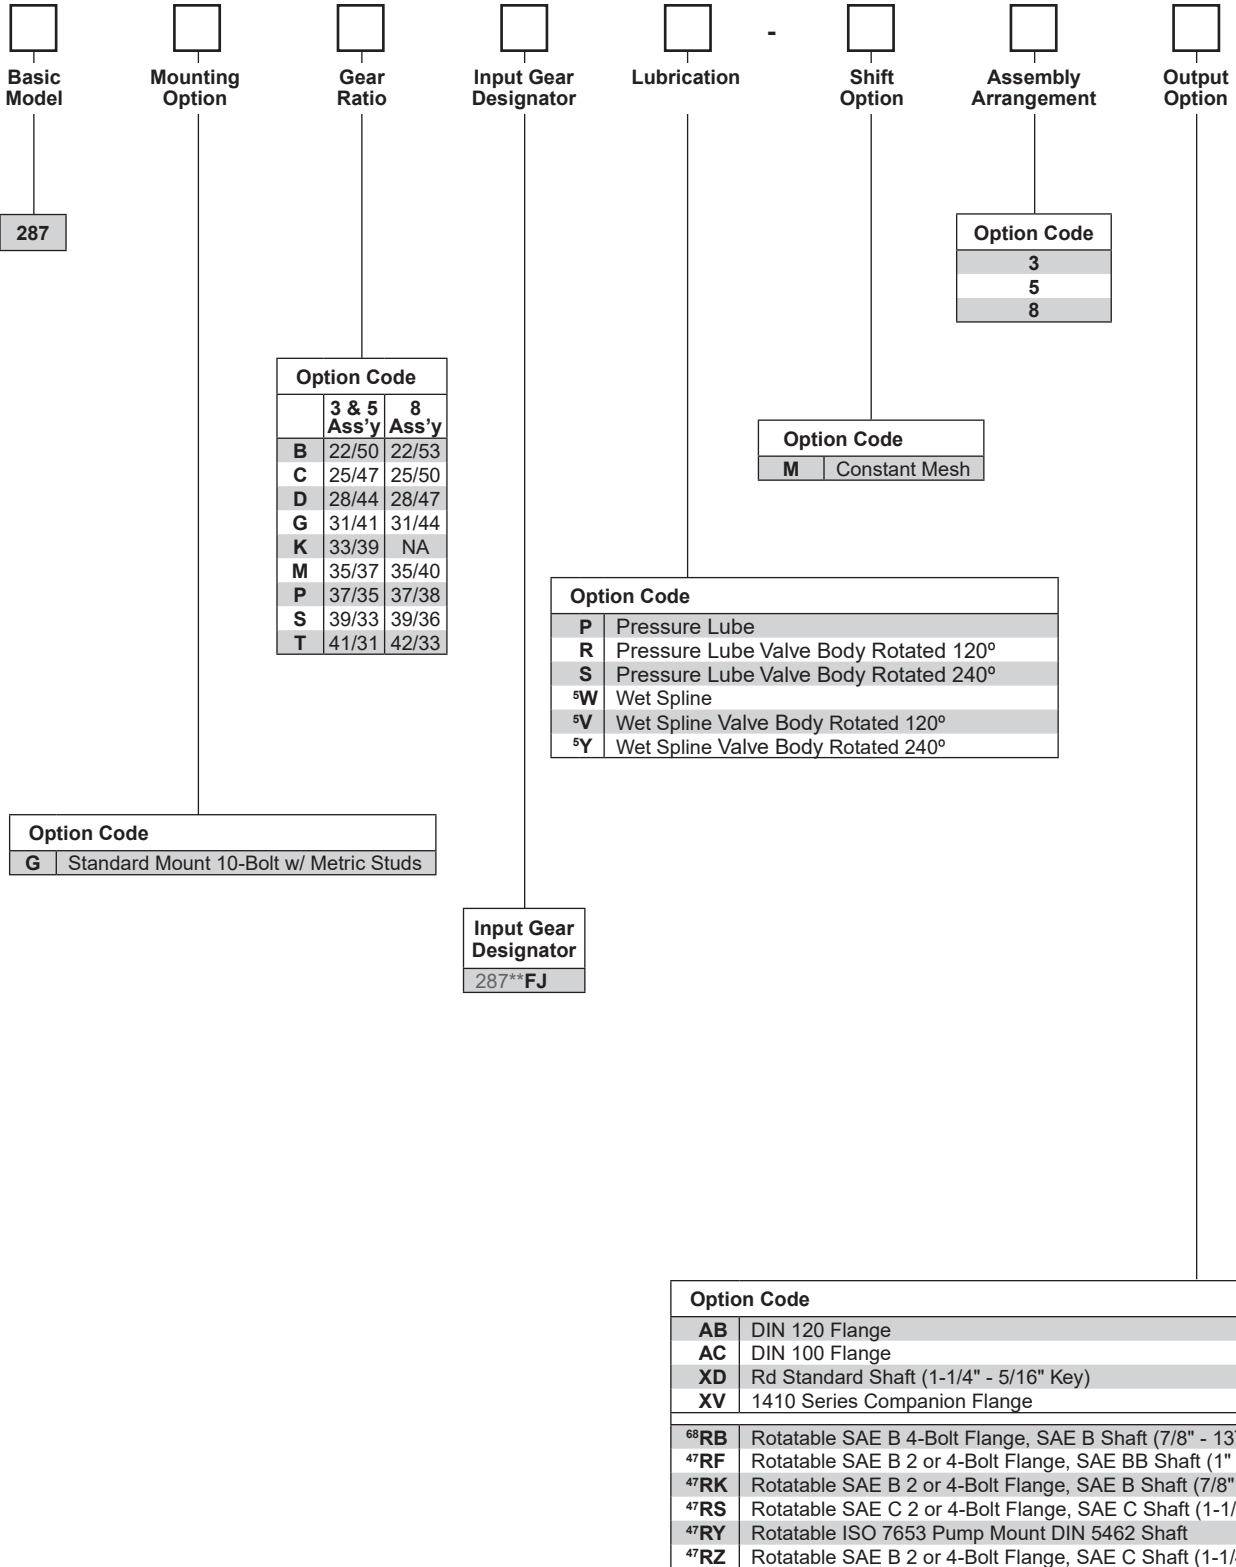 -
Basic Model
Mounting Option
Gear Ratio
Input Gear Designator
Lubrication
Shift Option
Assembly Arrangement
Output Option
287
Option Code
3
5
8
Option Code
3 & 5 Ass'y 8 Ass'y
B 22/50 22/53
C 25/47 25/50
D 28/44 28/47
G 31/41 31/44
K 33/39 NA
M 35/37 35/40
P 37/35 37/38
S 39/33 39/36
T 41/31 42/33
Option Code
M Constant Mesh
Option Code
P Pressure Lube
R Pressure Lube Valve Body Rotated 120º
S Pressure Lube Valve Body Rotated 240º
⁵W Wet Spline
⁵V Wet Spline Valve Body Rotated 120º
⁵Y Wet Spline Valve Body Rotated 240º
Option Code
G Standard Mount 10-Bolt w/ Metric Studs
Input Gear
Designator
287**FJ
Option Code
AB DIN 120 Flange
AC DIN 100 Flange
XD Rd Standard Shaft (1-1/4" - 5/16" Key)
XV 1410 Series Companion Flange
⁶⁸RB Rotatable SAE B 4-Bolt Flange, SAE B Shaft (7/8" - 13
⁴⁷RF Rotatable SAE B 2 or 4-Bolt Flange, SAE BB Shaft (1"
⁴⁷RK Rotatable SAE B 2 or 4-Bolt Flange, SAE B Shaft (7/8"
⁴⁷RS Rotatable SAE C 2 or 4-Bolt Flange, SAE C Shaft (1-1/
⁴⁷RY Rotatable ISO 7653 Pump Mount DIN 5462 Shaft
⁴⁷RZ Rotatable SAE B 2 or 4-Bolt Flange, SAE C Shaft (1-1/4